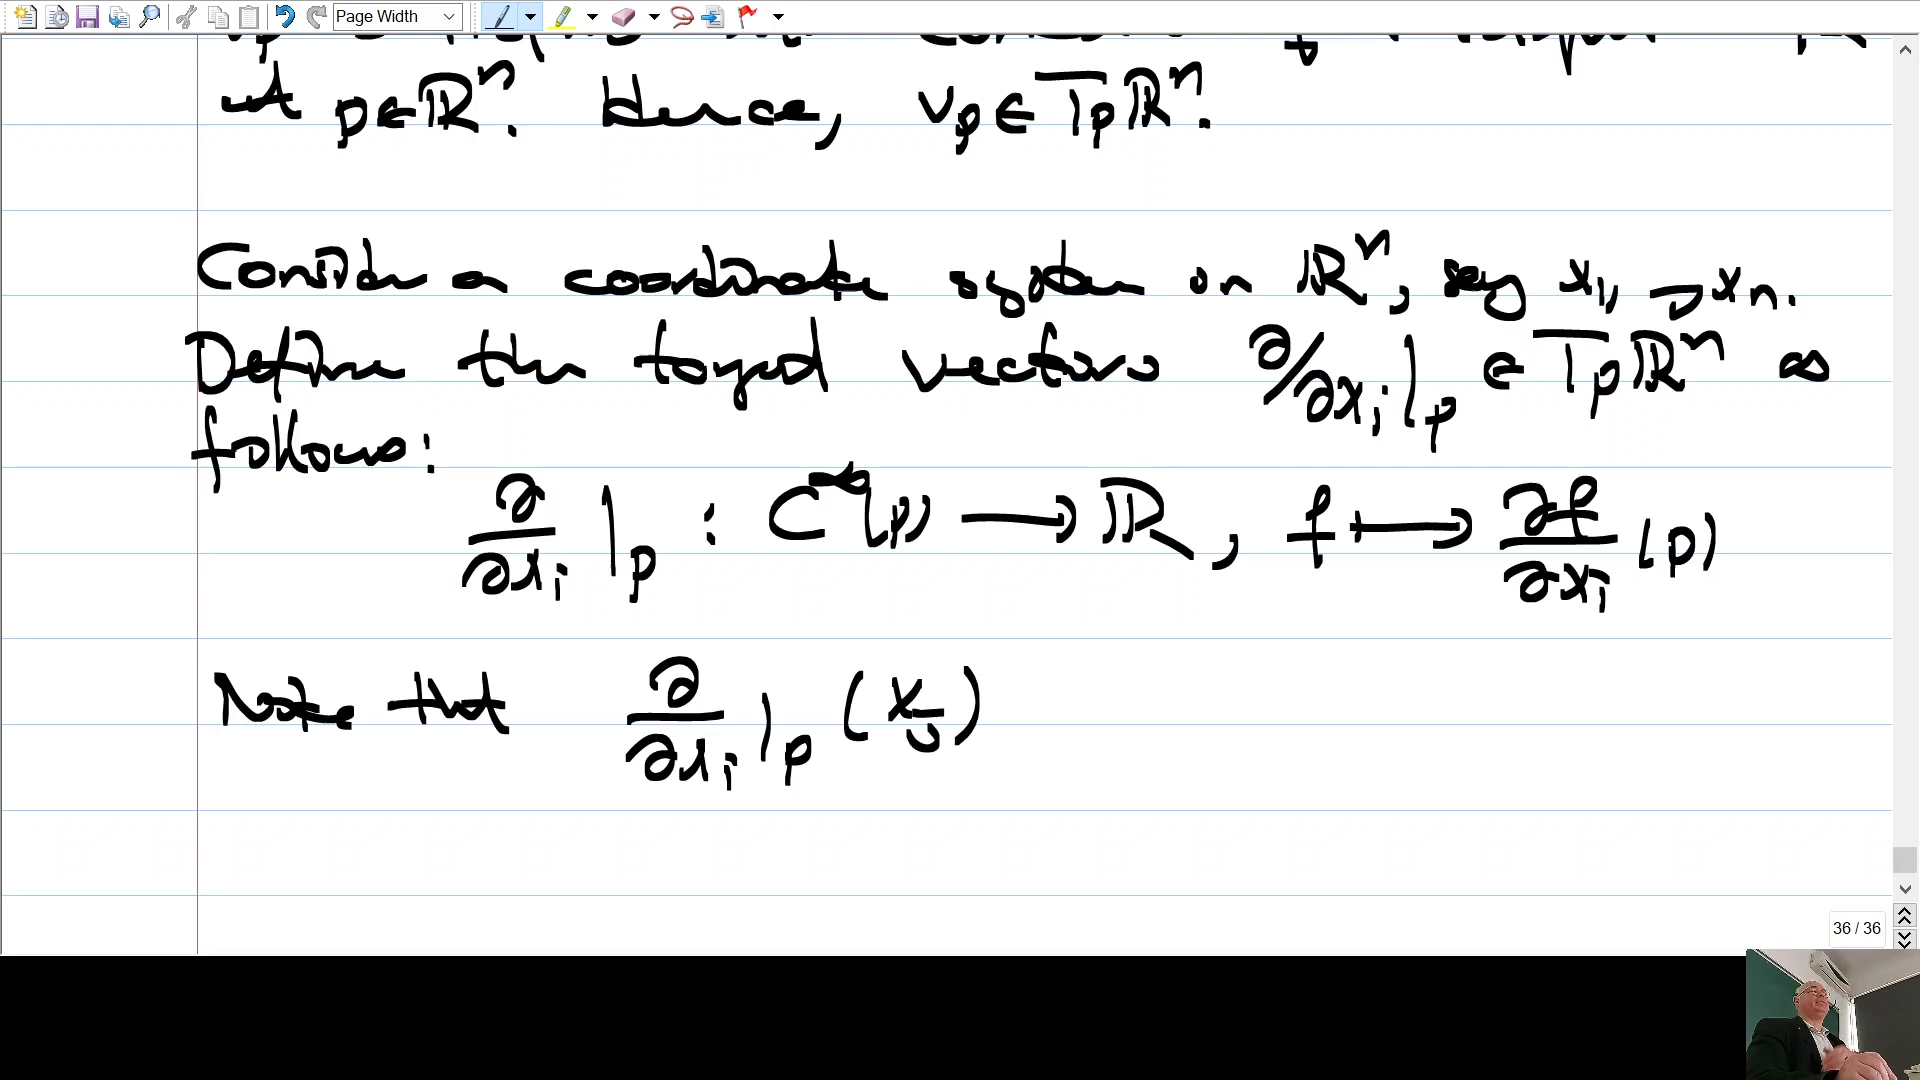 Page Width
at p∈ℝⁿ. Hence, v_p ∈ T_pℝⁿ.
Consider a coordinate system on ℝⁿ, say x₁, …, xₙ.
Define the tangent vectors ∂/∂xᵢ|_p ∈ T_pℝⁿ as
follows:
∂/∂xᵢ|_p : C^∞(p) ⟶ ℝ, f ⟼ ∂f/∂xᵢ (p)
Note that ∂/∂xᵢ|_p (x_j)
36 / 36